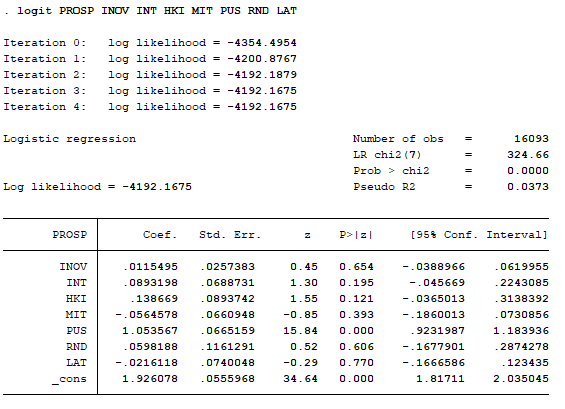 . logit PROSP INOV INT HKI MIT PUS RND LAT
Iteration 0:   log likelihood = -4354.4954
Iteration 1:   log likelihood = -4200.8767
Iteration 2:   log likelihood = -4192.1879
Iteration 3:   log likelihood = -4192.1675
Iteration 4:   log likelihood = -4192.1675
Logistic regression                             Number of obs   =      16093
                                                LR chi2(7)      =     324.66
                                                Prob > chi2     =     0.0000
Log likelihood = -4192.1675                     Pseudo R2       =     0.0373
PROSP      Coef.   Std. Err.      z    P>|z|     [95% Conf. Interval]
INOV   .0115495   .0257383     0.45   0.654    -.0388966    .0619955
INT   .0893198   .0688731     1.30   0.195     -.045669    .2243085
HKI    .138669   .0893742     1.55   0.121    -.0365013    .3138392
MIT  -.0564578   .0660948    -0.85   0.393    -.1860013    .0730856
PUS   1.053567   .0665159    15.84   0.000     .9231987    1.183936
RND   .0598188   .1161291     0.52   0.606    -.1677901    .2874278
LAT  -.0216118   .0740048    -0.29   0.770    -.1666586     .123435
_cons   1.926078   .0555968    34.64   0.000      1.81711    2.035045